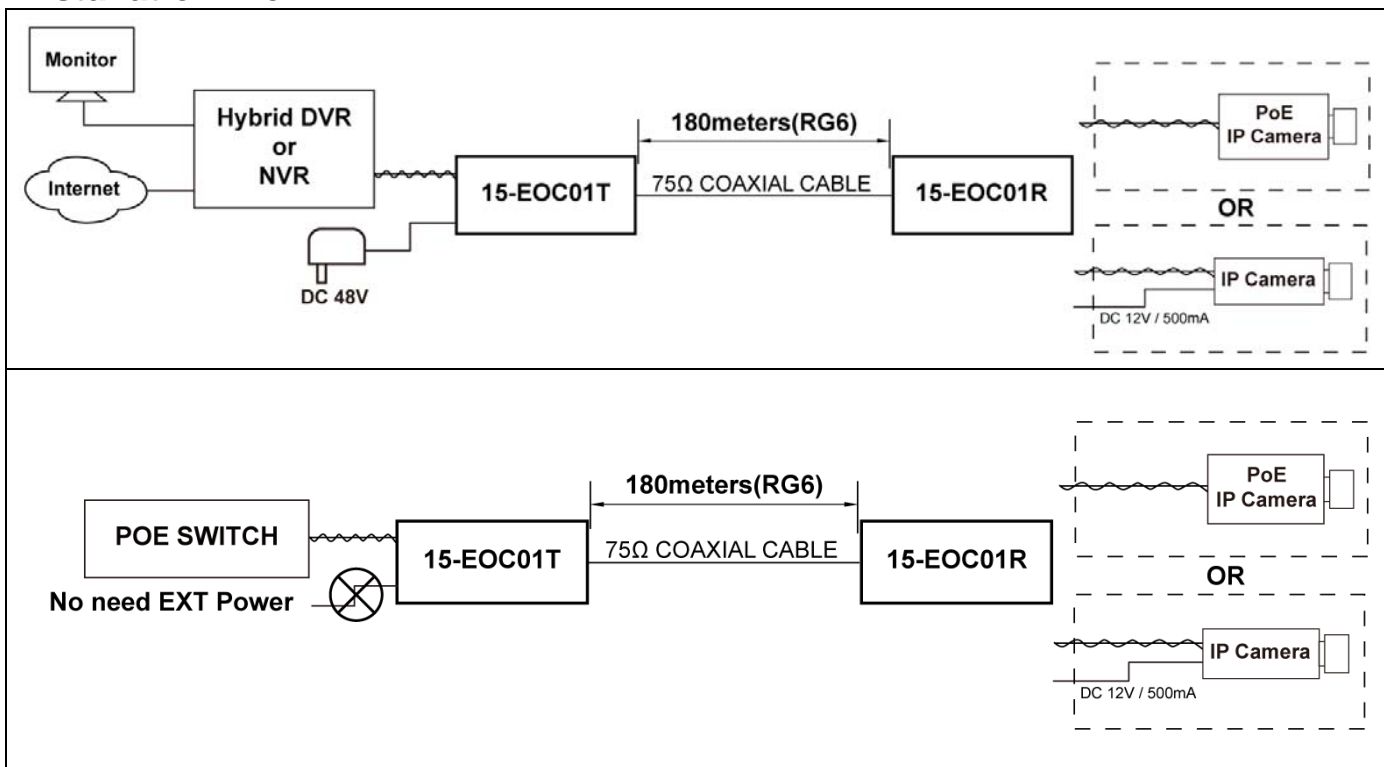 Monitor
Internet
Hybrid DVR
or
NVR
DC 48V
15-EOC01T
180meters(RG6)
75Ω COAXIAL CABLE
15-EOC01R
PoE
IP Camera
OR
IP Camera
DC 12V / 500mA
POE SWITCH
No need EXT Power
15-EOC01T
180meters(RG6)
75Ω COAXIAL CABLE
15-EOC01R
PoE
IP Camera
OR
IP Camera
DC 12V / 500mA